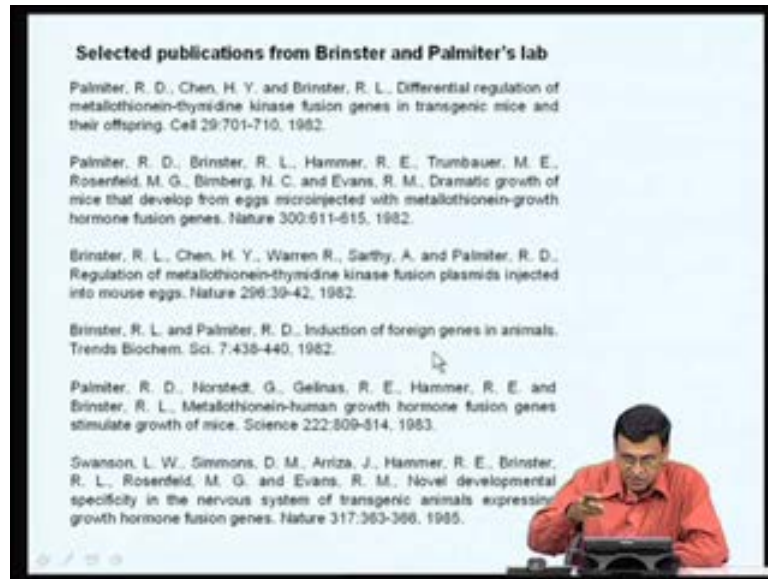 Selected publications from Brinster and Palmiter's lab
Palmiter, R. D., Chen, H. Y. and Brinster, R. L., Differential regulation of
metallothionein-thymidine kinase fusion genes in transgenic mice and
their offspring. Cell 29:701-710, 1982.
Palmiter, R. D., Brinster, R. L., Hammer, R. E., Trumbauer, M. E.,
Rosenfeld, M. G., Birnberg, N. C. and Evans, R. M., Dramatic growth of
mice that develop from eggs microinjected with metallothionein-growth
hormone fusion genes. Nature 300:611-615, 1982.
Brinster, R. L., Chen, H. Y., Warren R., Sarthy, A. and Palmiter, R. D.,
Regulation of metallothionein-thymidine kinase fusion plasmids injected
into mouse eggs. Nature 296:39-42, 1982.
Brinster, R. L. and Palmiter, R. D., Induction of foreign genes in animals.
Trends Biochem. Sci. 7:438-440, 1982.
Palmiter, R. D., Norstedt, G., Gelinas, R. E., Hammer, R. E. and
Brinster, R. L., Metallothionein-human growth hormone fusion genes
stimulate growth of mice. Science 222:809-814, 1983.
Swanson, L. W., Simmons, D. M., Arriza, J., Hammer, R. E., Brinster,
R. L., Rosenfeld, M. G. and Evans, R. M., Novel developmental
specificity in the nervous system of transgenic animals expressing
growth hormone fusion genes. Nature 317:363-366, 1985.